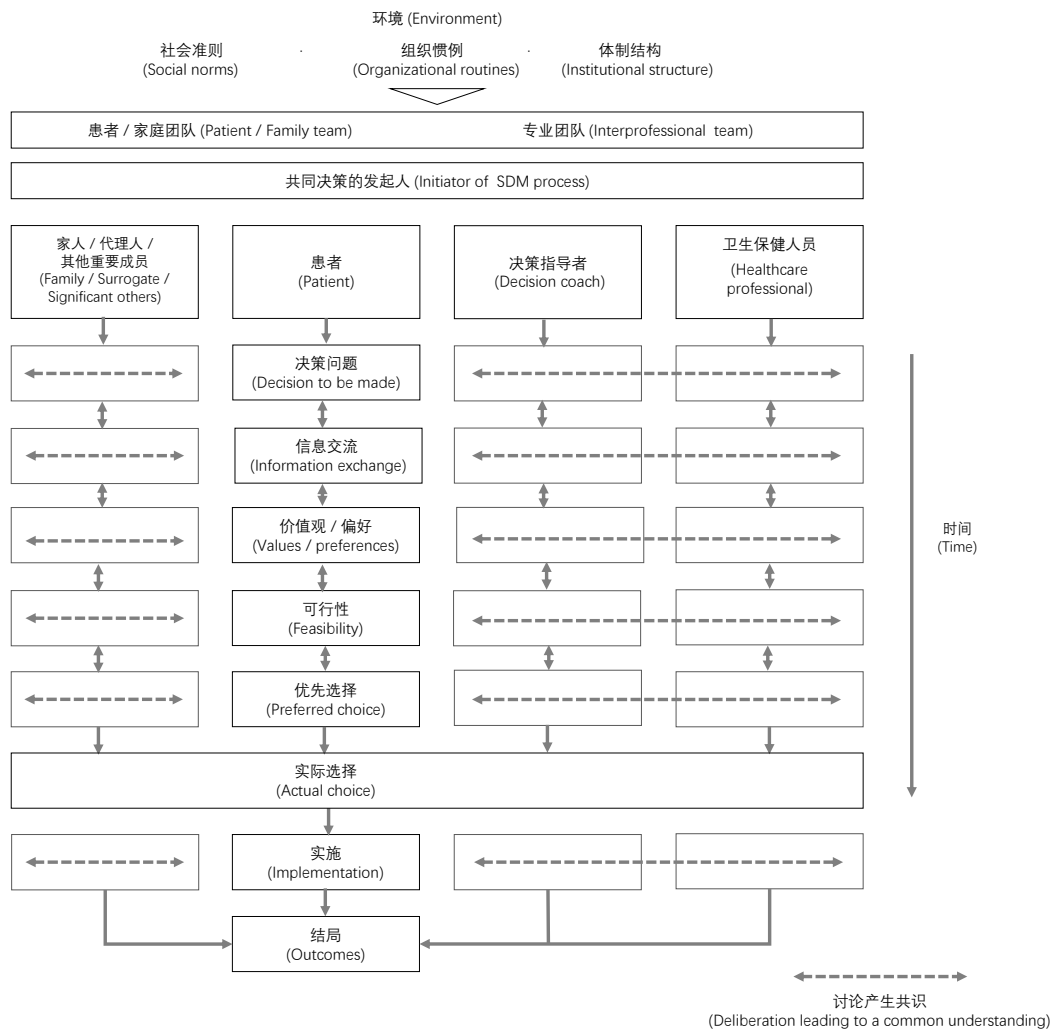 环境 (Environment)
社会准则 · 组织惯例 · 体制结构
(Social norms) (Organizational routines) (Institutional structure)
患者 / 家庭团队 (Patient / Family team) 专业团队 (Interprofessional team)
共同决策的发起人 (Initiator of SDM process)
家人 / 代理人 /
其他重要成员
(Family / Surrogate /
Significant others)
患者
(Patient)
决策指导者
(Decision coach)
卫生保健人员
(Healthcare
professional)
决策问题
(Decision to be made)
信息交流
(Information exchange)
价值观 / 偏好
(Values / preferences)
时间
(Time)
可行性
(Feasibility)
优先选择
(Preferred choice)
实际选择
(Actual choice)
实施
(Implementation)
结局
(Outcomes)
讨论产生共识
(Deliberation leading to a common understanding)